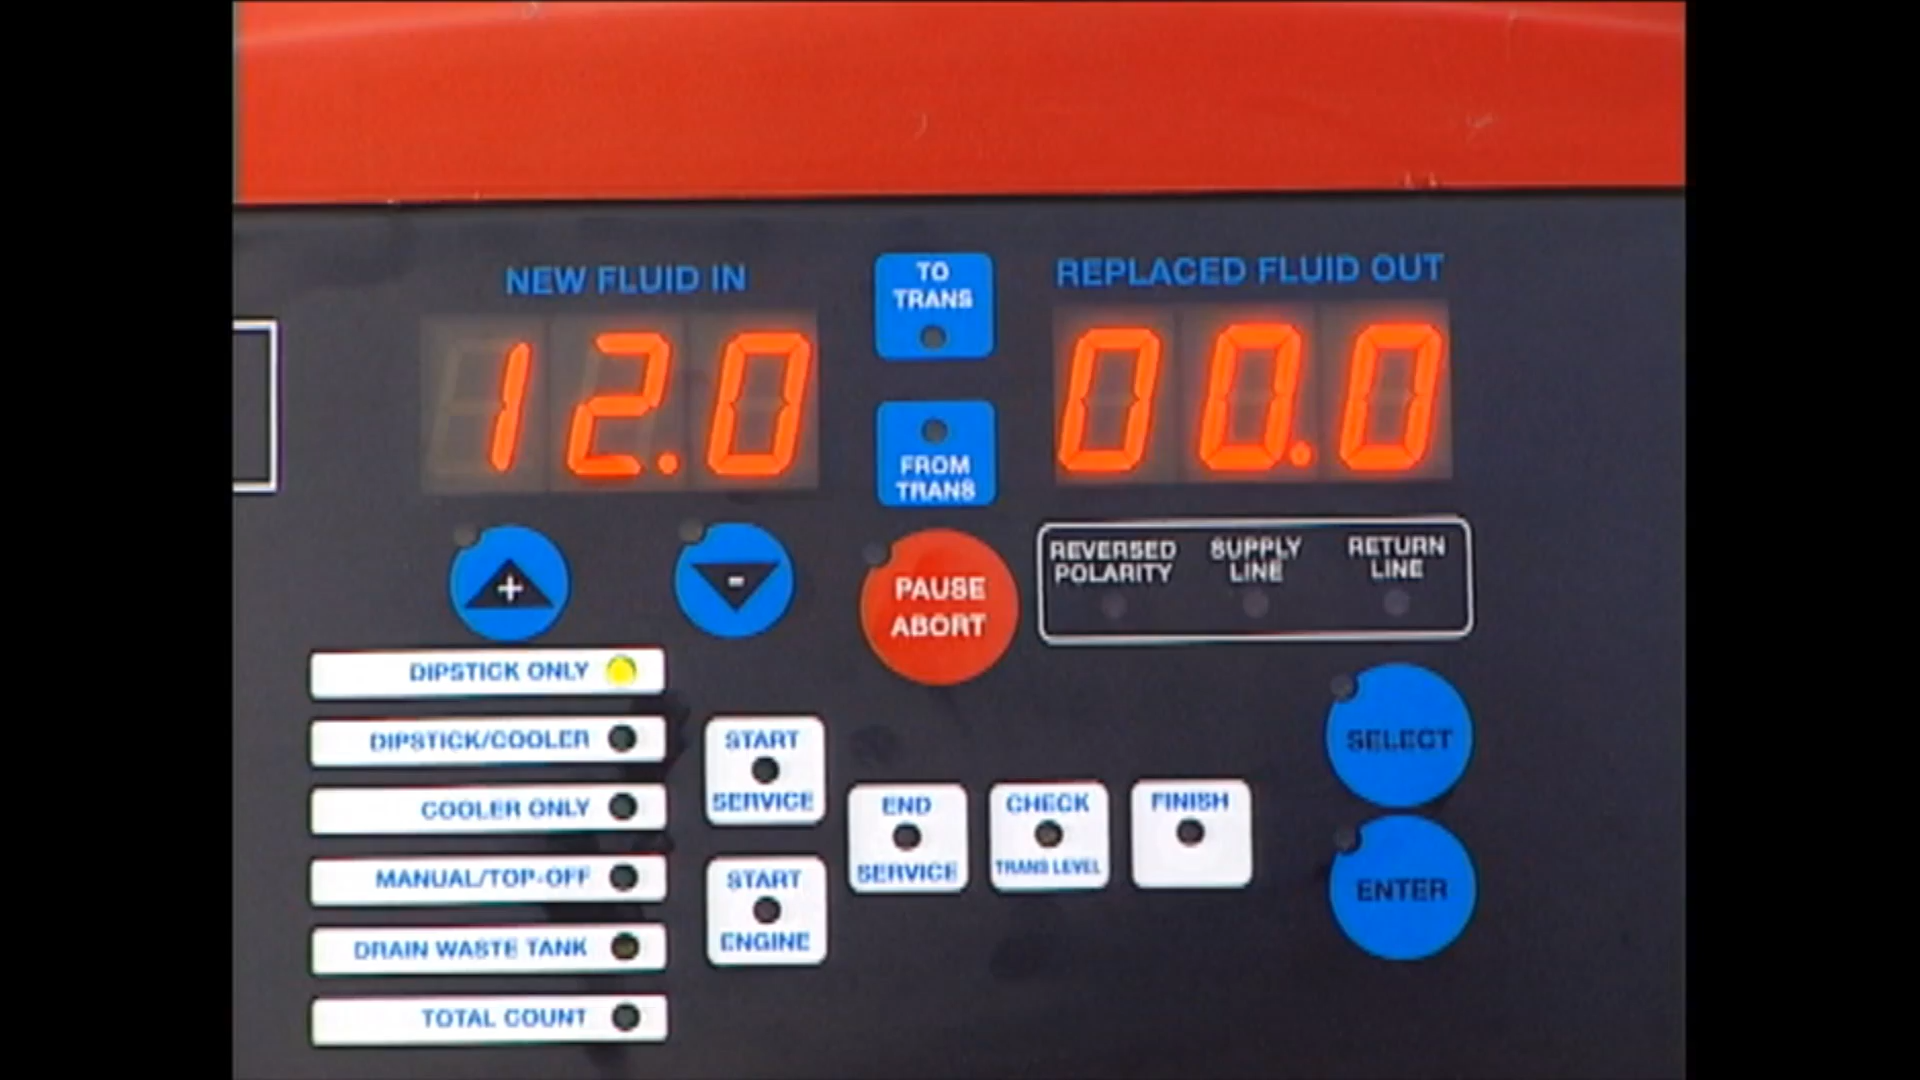 NEW FLUID IN
12.0
TO
TRANS
FROM
TRANS
REPLACED FLUID OUT
00.0
+
-
PAUSE
ABORT
REVERSED
POLARITY
SUPPLY
LINE
RETURN
LINE
DIPSTICK ONLY
DIPSTICK/COOLER
COOLER ONLY
MANUAL/TOP-OFF
DRAIN WASTE TANK
TOTAL COUNT
START
SERVICE
START
ENGINE
END
SERVICE
CHECK
TRANS LEVEL
FINISH
SELECT
ENTER